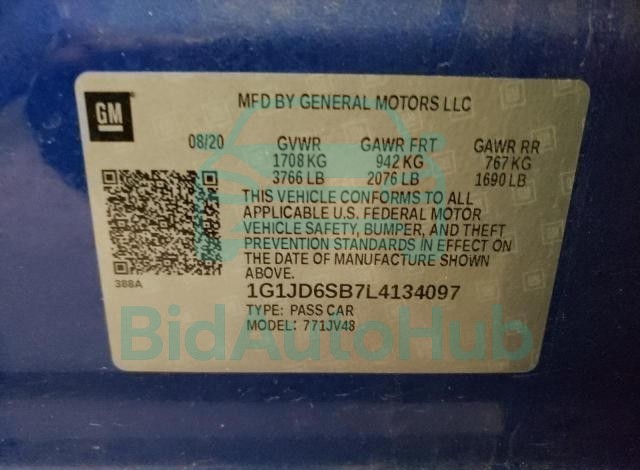 GM
MFD BY GENERAL MOTORS LLC
08/20 GVWR GAWR FRT GAWR RR
1708 KG 942 KG 767 KG
3766 LB 2076 LB 1690 LB
THIS VEHICLE CONFORMS TO ALL
APPLICABLE U.S. FEDERAL MOTOR
VEHICLE SAFETY, BUMPER, AND THEFT
PREVENTION STANDARDS IN EFFECT ON
THE DATE OF MANUFACTURE SHOWN
ABOVE.
388A
1G1JD6SB7L4134097
TYPE: PASS CAR
MODEL: 771JV48
BidAutoHub